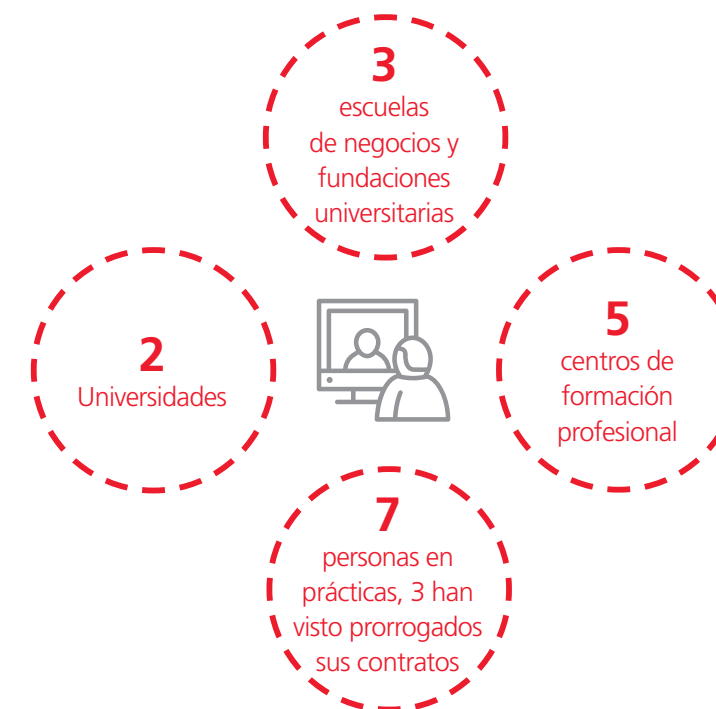 3
escuelas
de negocios y
fundaciones
universitarias
2
Universidades
5
centros de
formación
profesional
7
personas en
prácticas, 3 han
visto prorrogados
sus contratos